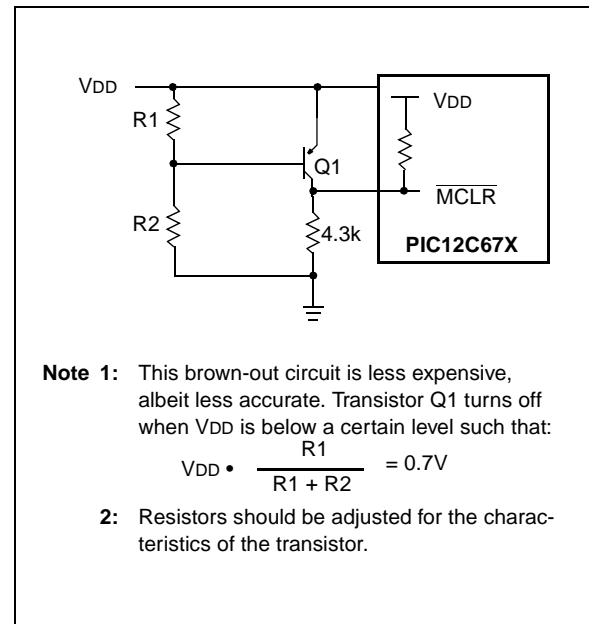 VDD
R1
R2
Q1
4.3k
VDD
MCLR
PIC12C67X
Note 1: This brown-out circuit is less expensive,
albeit less accurate. Transistor Q1 turns off
when VDD is below a certain level such that:
VDD • R1 / R1 + R2 = 0.7V
2: Resistors should be adjusted for the charac-
teristics of the transistor.